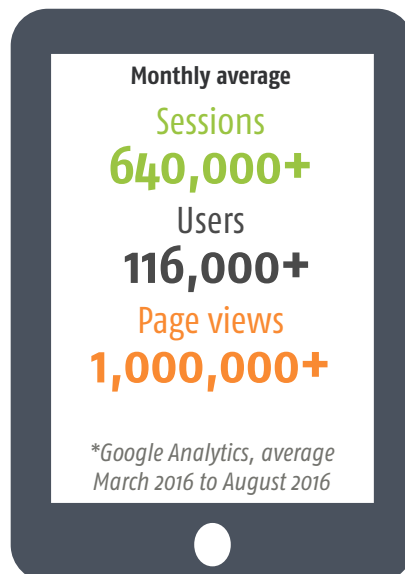 Monthly average
Sessions
640,000+
Users
116,000+
Page views
1,000,000+
*Google Analytics, average
March 2016 to August 2016